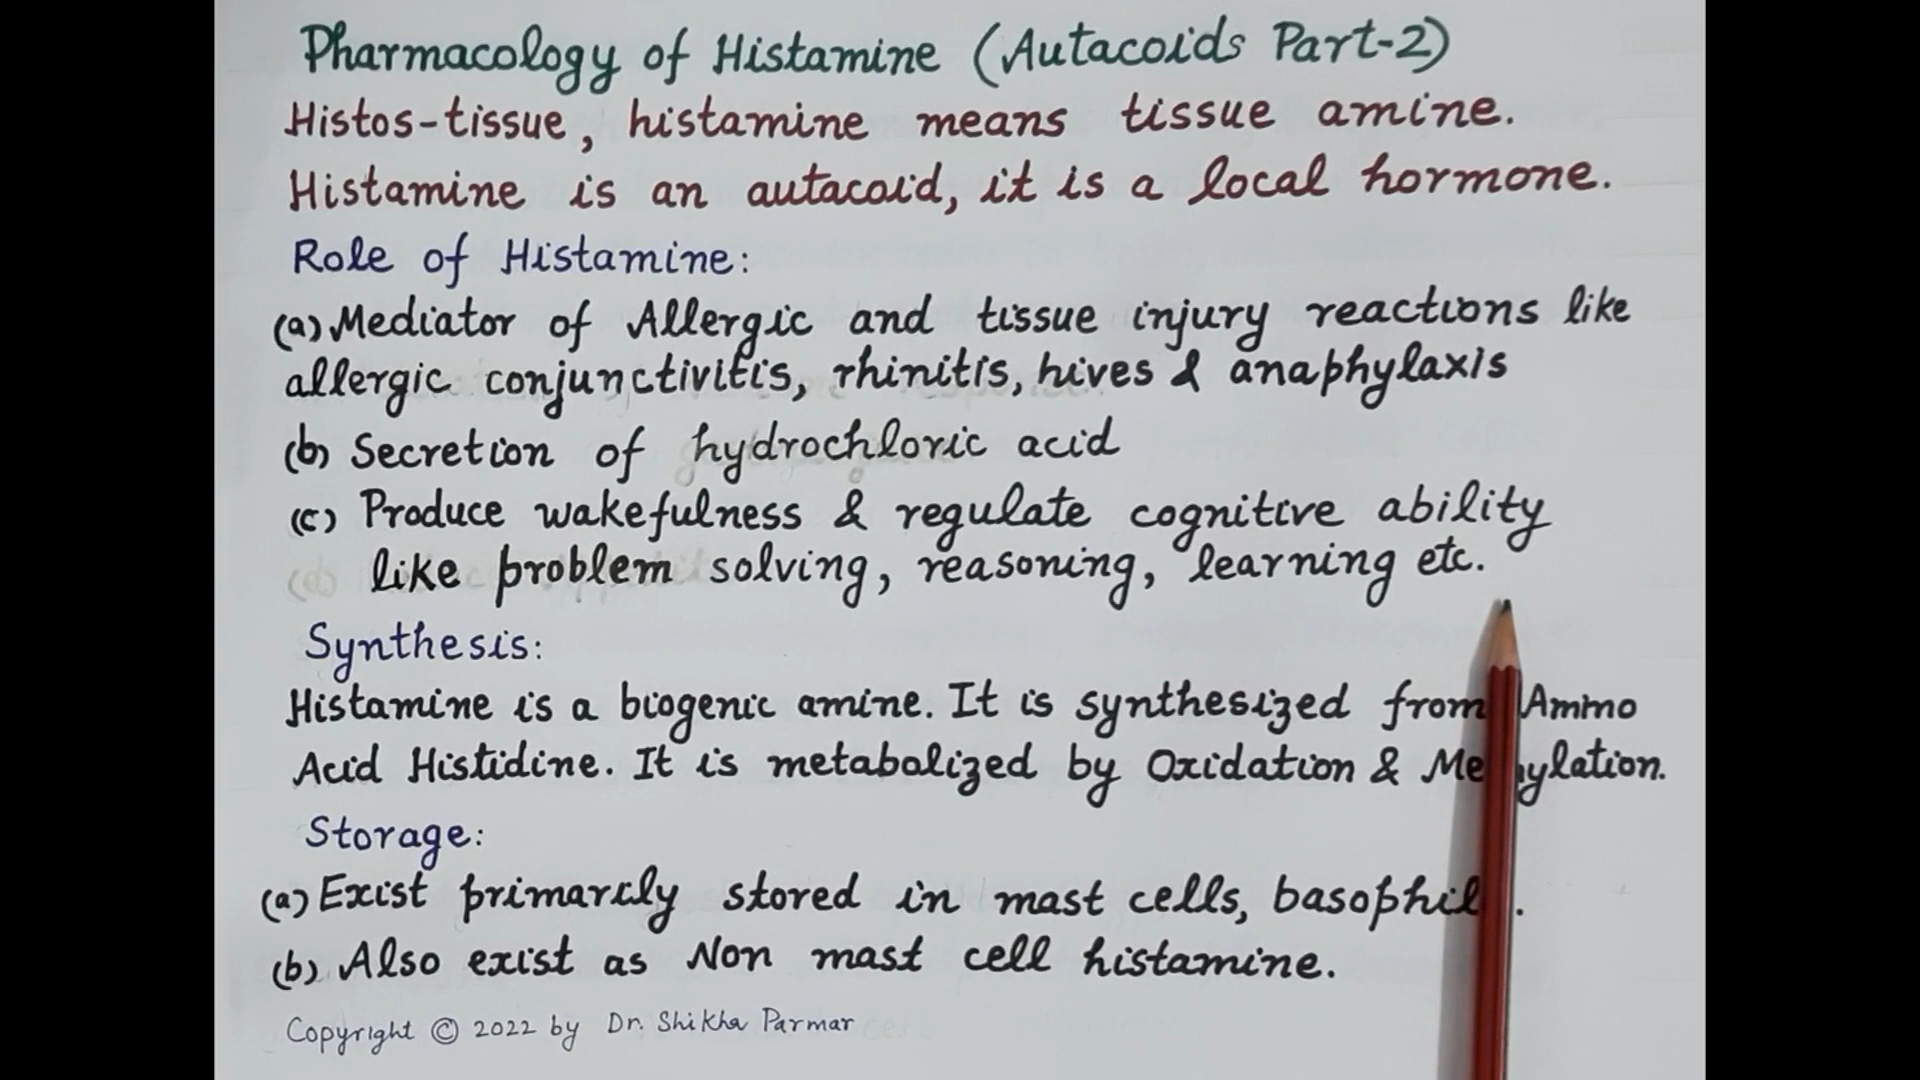 Pharmacology of Histamine (Autacoids Part-2)
Histos-tissue, histamine means tissue amine.
Histamine is an autacoid, it is a local hormone.
Role of Histamine:
(a) Mediator of Allergic and tissue injury reactions like
allergic conjunctivitis, rhinitis, hives & anaphylaxis
(b) Secretion of hydrochloric acid
(c) Produce wakefulness & regulate cognitive ability
like problem solving, reasoning, learning etc.
Synthesis:
Histamine is a biogenic amine. It is synthesized from Amino
Acid Histidine. It is metabolized by Oxidation & Methylation.
Storage:
(a) Exist primarily stored in mast cells, basophils.
(b) Also exist as Non mast cell histamine.
Copyright © 2022 by Dr. Shikha Parmar